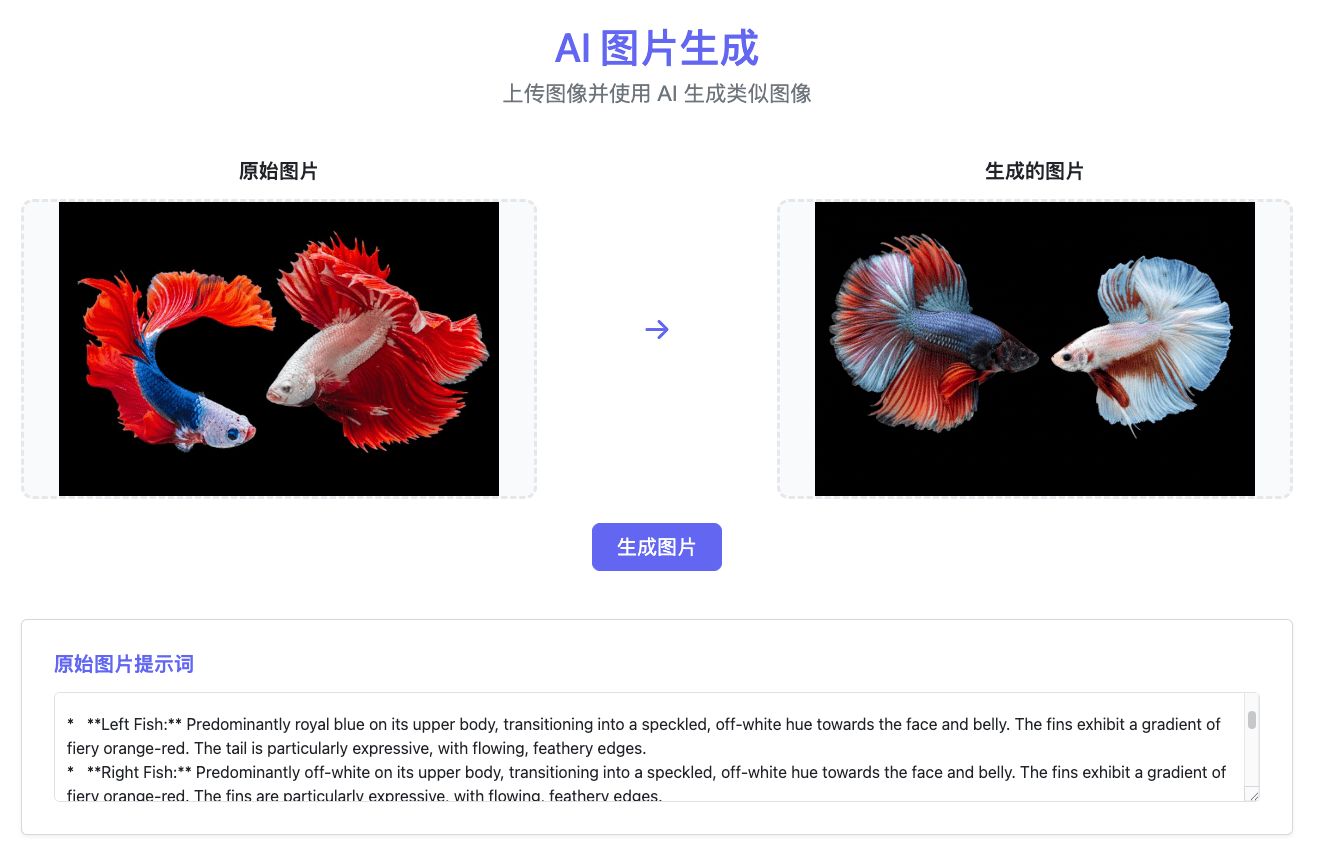 AI 图片生成
上传图像并使用 AI 生成类似图像
原始图片
生成的图片
→
生成图片
原始图片提示词
* **Left Fish:** Predominantly royal blue on its upper body, transitioning into a speckled, off-white hue towards the face and belly. The fins exhibit a gradient of
fiery orange-red. The tail is particularly expressive, with flowing, feathery edges.
* **Right Fish:** Predominantly off-white on its upper body, transitioning into a speckled, off-white hue towards the face and belly. The fins exhibit a gradient of
fiery orange-red. The fins are particularly expressive, with flowing, feathery edges.